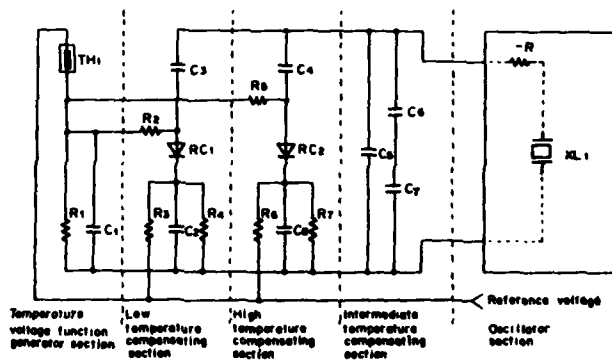 -R
TH1
C3
C4
R5
C6
R2
RC1
RC2
C5
XL1
C7
R1
C1
R3
C2
R4
R6
C8
R7
Reference voltage
Temperature voltage function generator section
Low temperature compensating section
High temperature compensating section
Intermediate temperature compensating section
Oscillator section